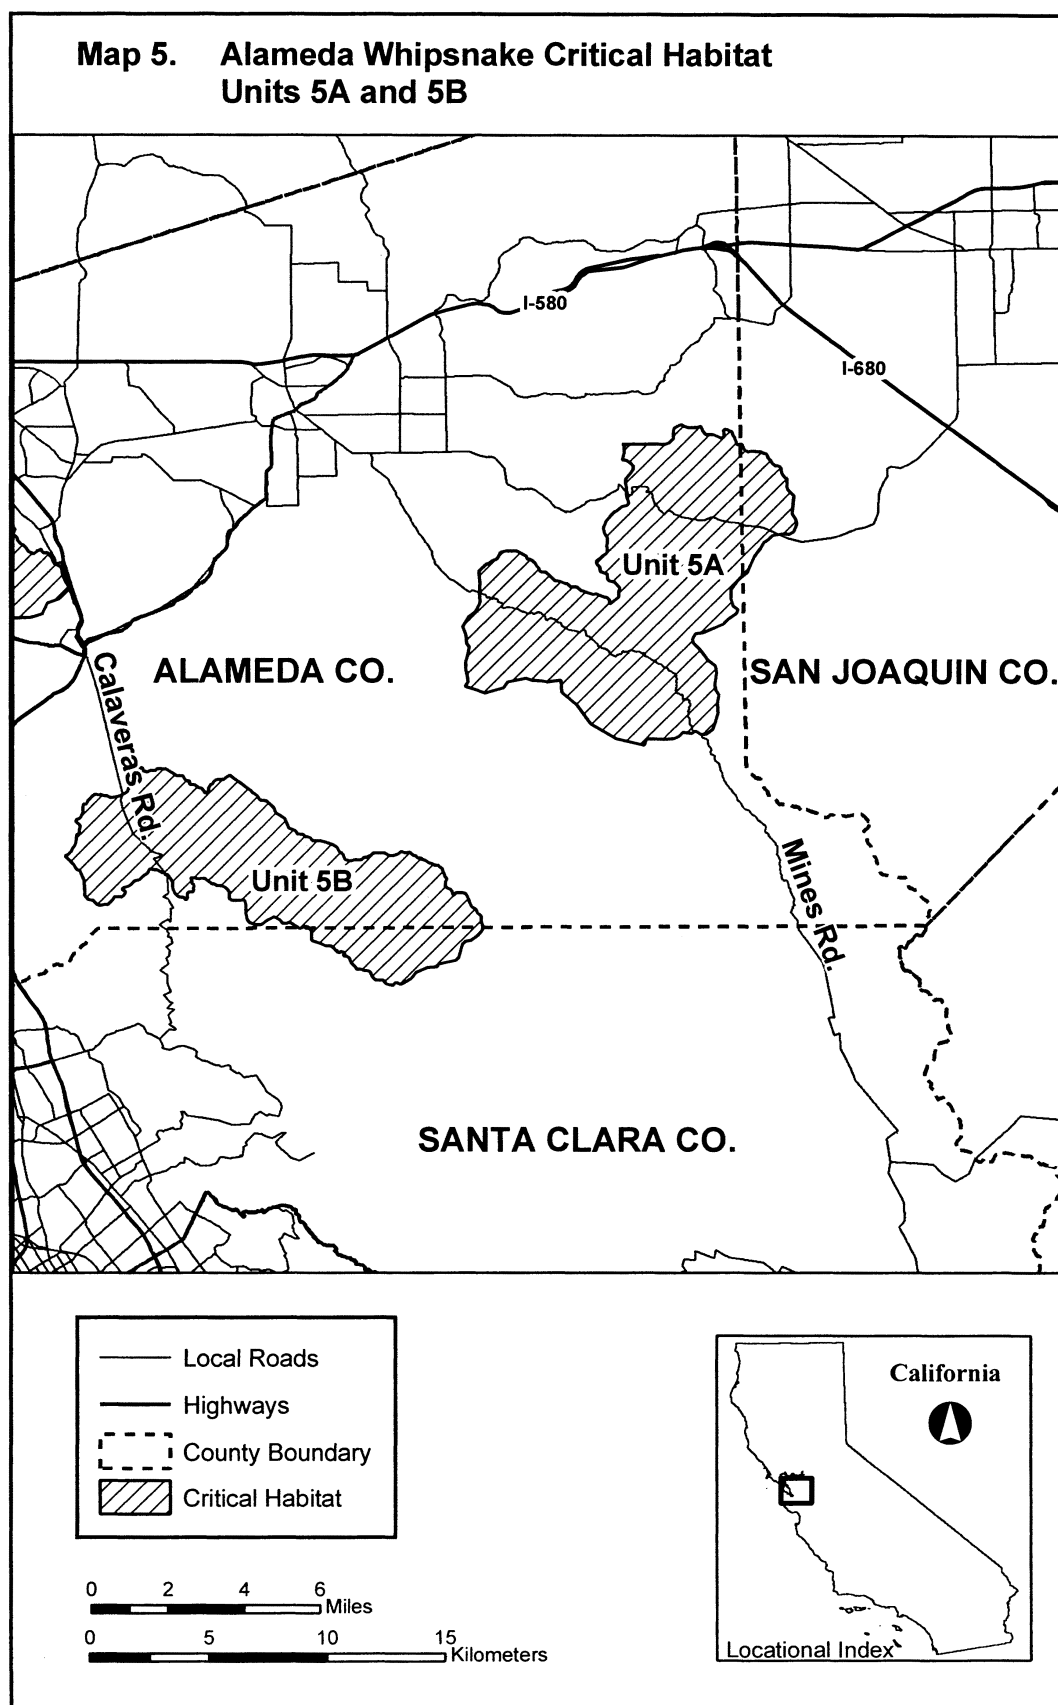 Map 5. Alameda Whipsnake Critical Habitat
Units 5A and 5B
I-580
I-680
Unit 5A
ALAMEDA CO.
SAN JOAQUIN CO.
Calaveras Rd.
Unit 5B
Mines Rd.
SANTA CLARA CO.
Local Roads
Highways
County Boundary
Critical Habitat
California
0 2 4 6
Miles
0 5 10 15
Kilometers
Locational Index